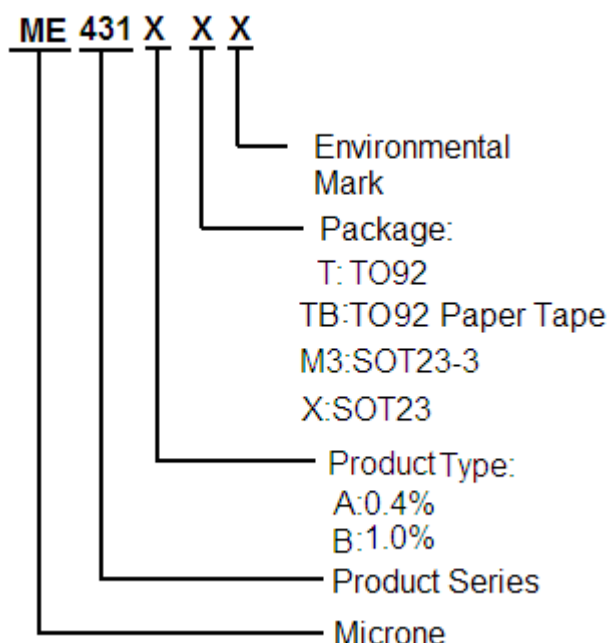 ME 431 X X X
Environmental
Mark
Package:
T: TO92
TB:TO92 Paper Tape
M3:SOT23-3
X:SOT23
Product Type:
A:0.4%
B:1.0%
Product Series
Microne